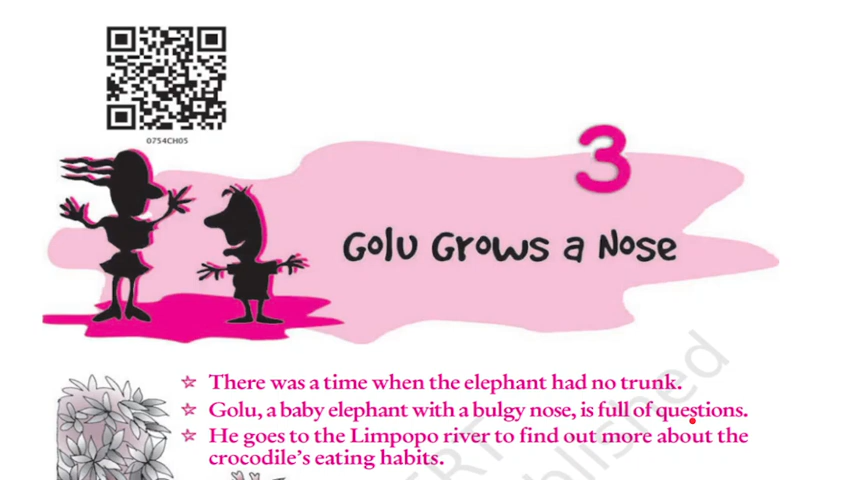 0754CH05
3
Golu Grows a Nose
☆ There was a time when the elephant had no trunk.
☆ Golu, a baby elephant with a bulgy nose, is full of questions.
☆ He goes to the Limpopo river to find out more about the
crocodile's eating habits.